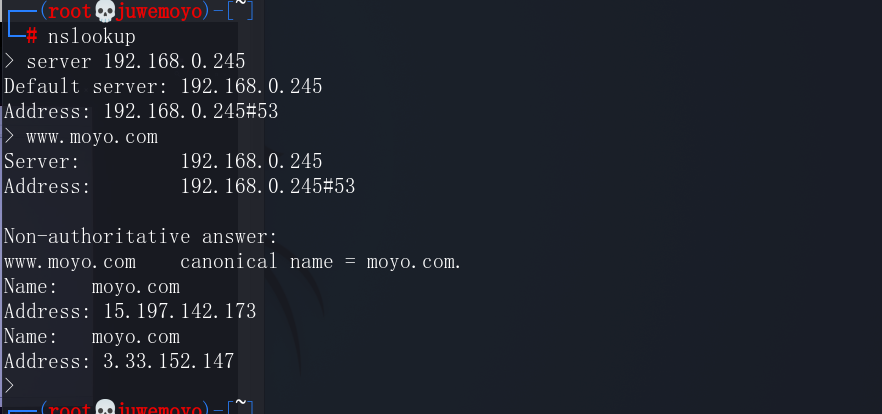 ┌──(root💀juwemoyo)-[~]
└─# nslookup
> server 192.168.0.245
Default server: 192.168.0.245
Address: 192.168.0.245#53
> www.moyo.com
Server:         192.168.0.245
Address:        192.168.0.245#53

Non-authoritative answer:
www.moyo.com    canonical name = moyo.com.
Name:   moyo.com
Address: 15.197.142.173
Name:   moyo.com
Address: 3.33.152.147
>
┌──(root💀juwemoyo)-[~]